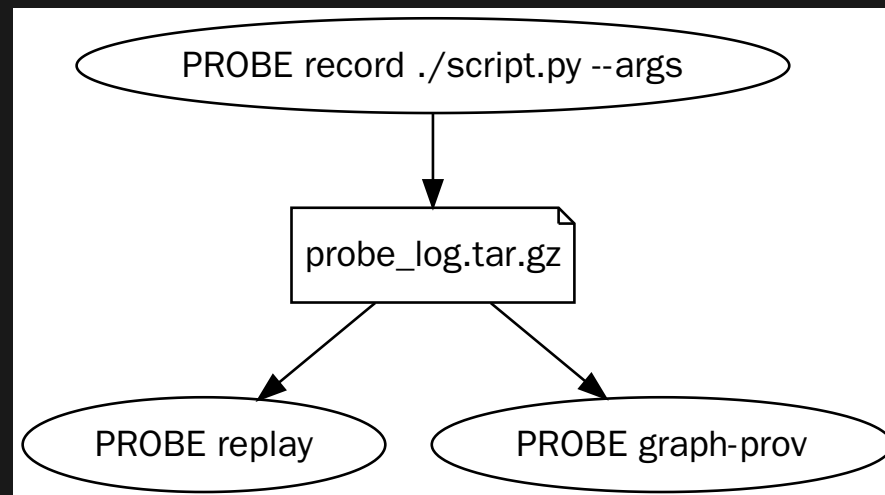 PROBE record ./script.py --args
probe_log.tar.gz
PROBE replay
PROBE graph-prov